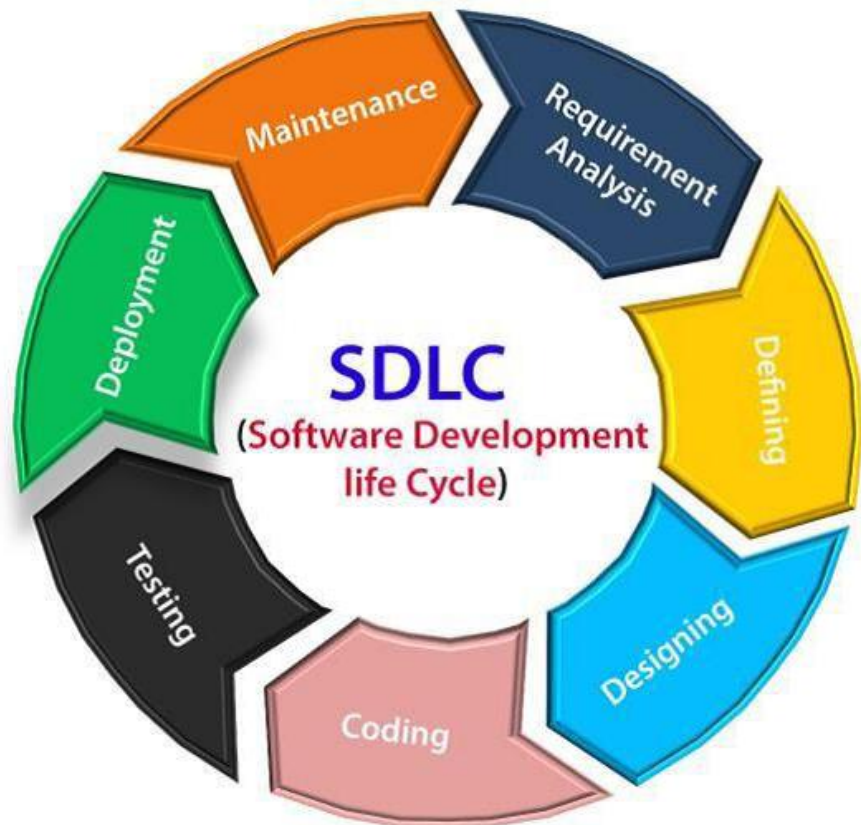 SDLC
(Software Development
life Cycle)
Requirement
Analysis
Defining
Designing
Coding
Testing
Deployment
Maintenance